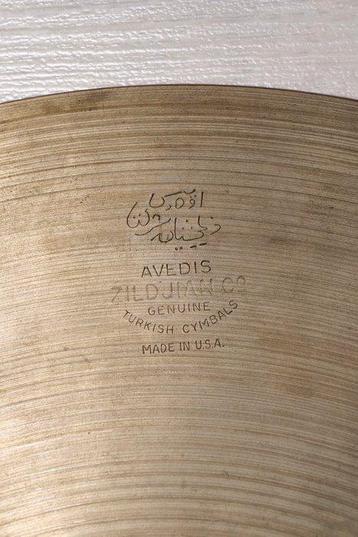 AVEDIS
ZILDJIAN CO
GENUINE
TURKISH CYMBALS
MADE IN U.S.A.